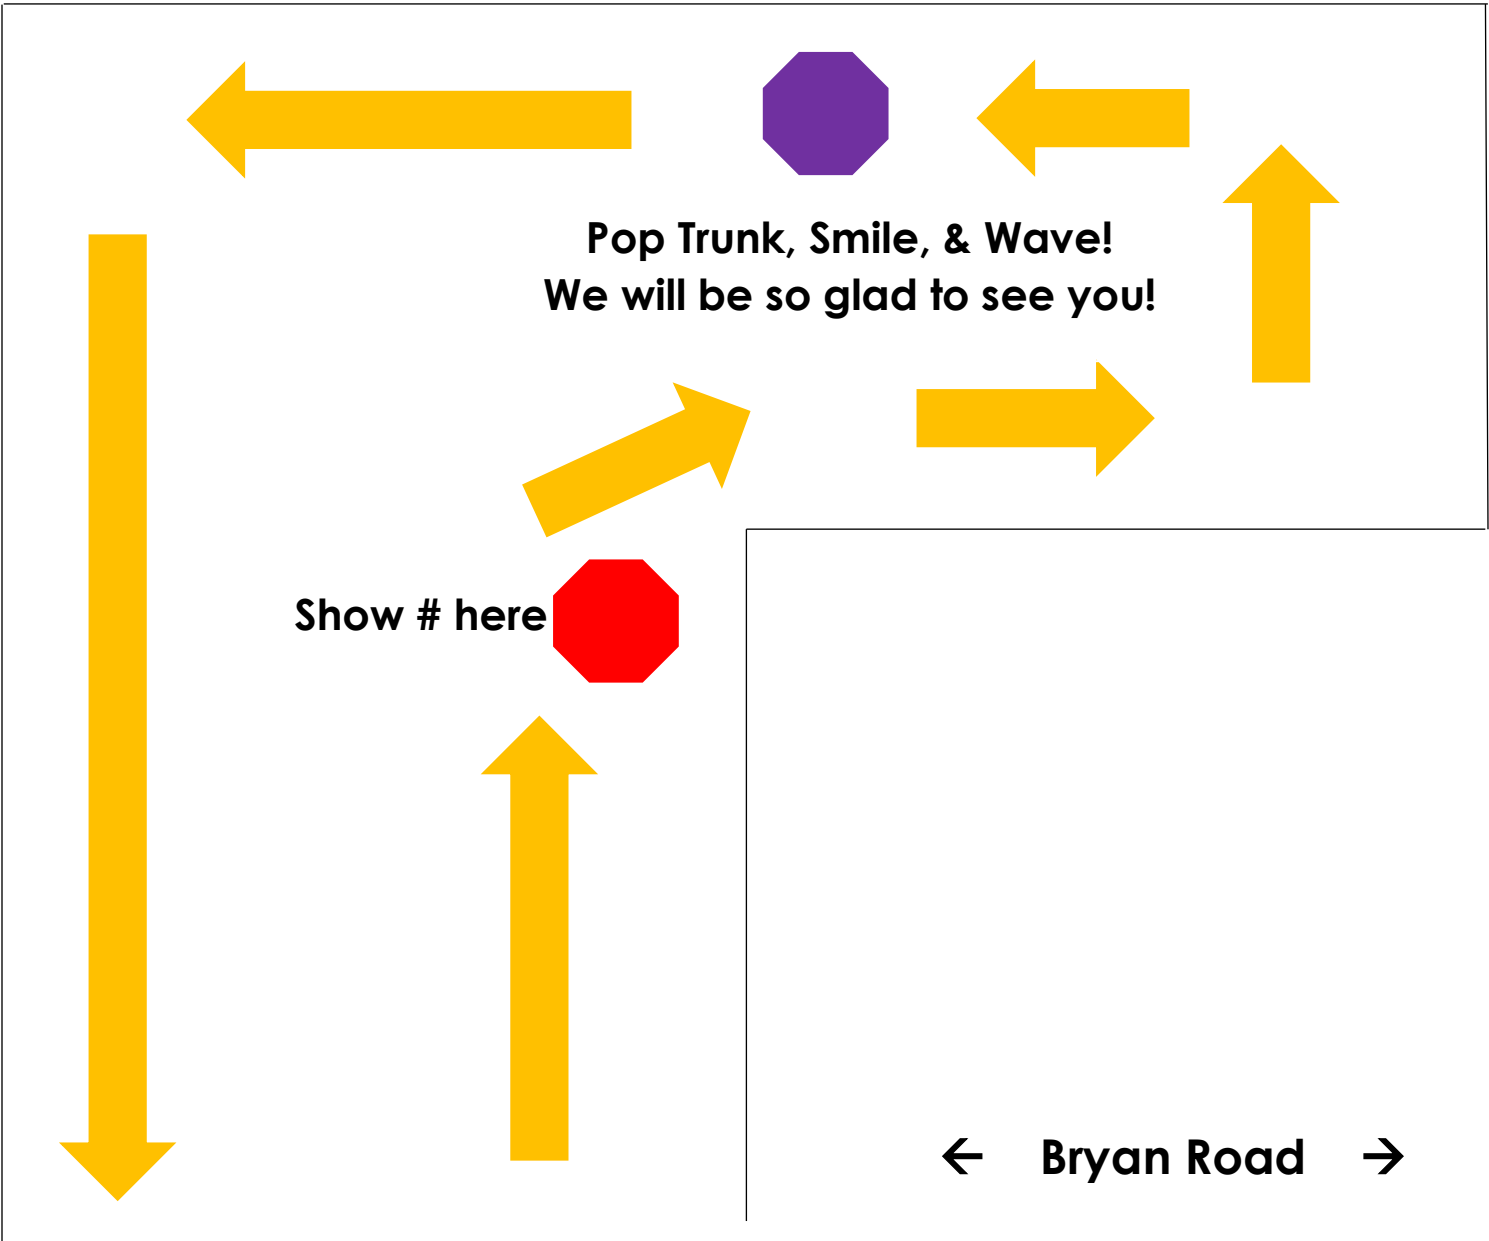 Pop Trunk, Smile, & Wave!
We will be so glad to see you!
Show # here
← Bryan Road →